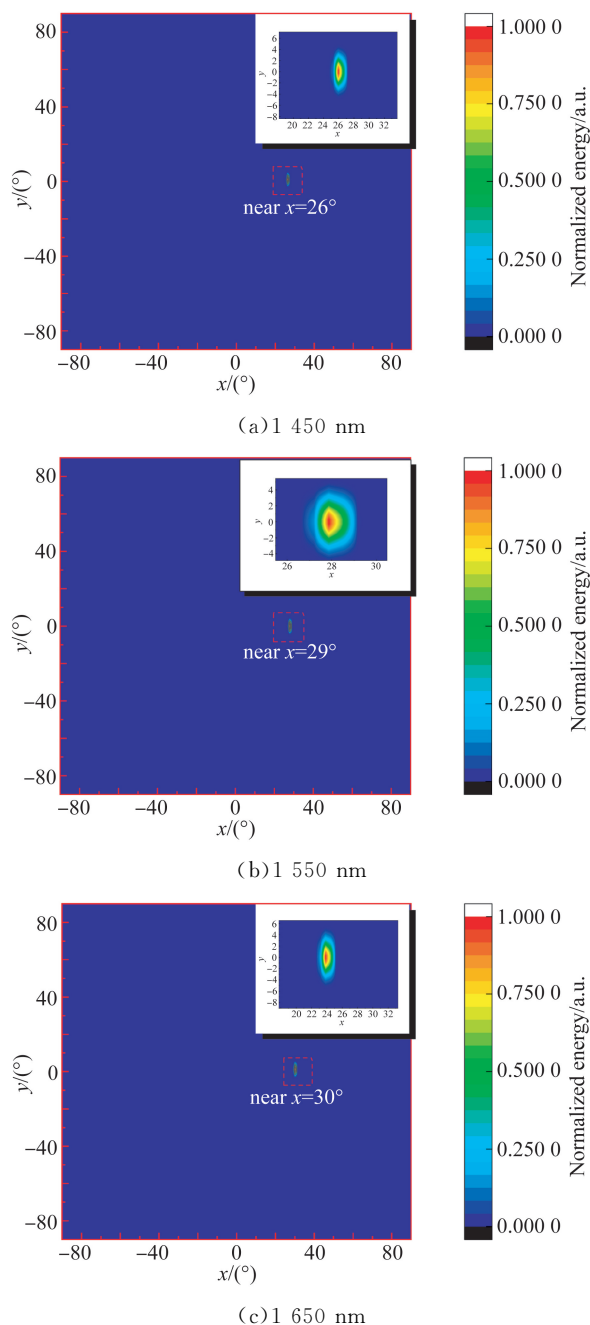 80
40
0
−40
−80
y/(°)
−80
−40
0
40
80
x/(°)
near x=26°
6
4
2
0
−2
−4
−6
−8
y
20 22 24 26 28 30 32
x
1.000 0
0.750 0
0.500 0
0.250 0
0.000 0
Normalized energy/a.u.
(a)1 450 nm
80
40
0
−40
−80
y/(°)
−80
−40
0
40
80
x/(°)
near x=29°
4
2
0
−2
−4
y
26 28 30
x
1.000 0
0.750 0
0.500 0
0.250 0
0.000 0
Normalized energy/a.u.
(b)1 550 nm
80
40
0
−40
−80
y/(°)
−80
−40
0
40
80
x/(°)
near x=30°
6
4
2
0
−2
−4
−6
−8
y
20 22 24 26 28 30 32
x
1.000 0
0.750 0
0.500 0
0.250 0
0.000 0
Normalized energy/a.u.
(c)1 650 nm